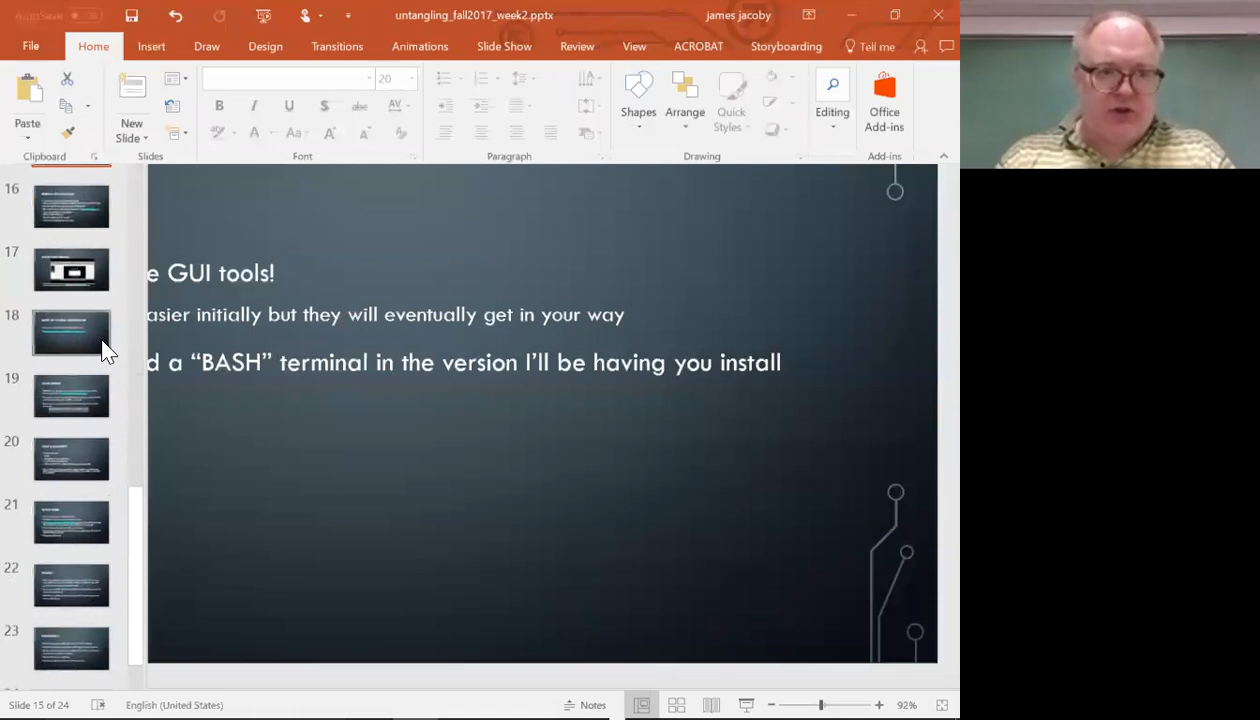 untangling_fall2017_week2.pptx
james jacoby
File
Home
Insert
Draw
Design
Transitions
Animations
Slide Show
Review
View
ACROBAT
Storyboarding
Tell me
20
Paste
New
Slide
Shapes
Arrange
Quick
Styles
Editing
Office
Add-ins
Clipboard
Slides
Font
Paragraph
Drawing
Add-ins
16
17
18
19
20
21
22
23
e GUI tools!
asier initially but they will eventually get in your way
d a “BASH” terminal in the version I’ll be having you install
Slide 15 of 24
English (United States)
Notes
92%